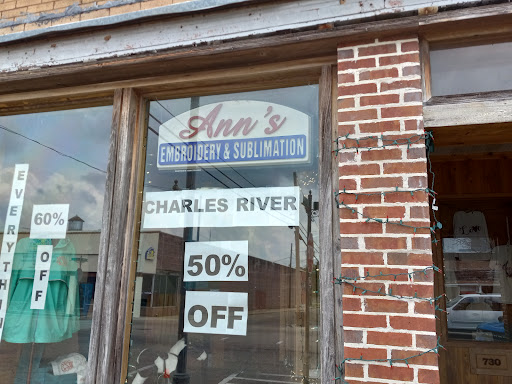 Ann's
EMBROIDERY & SUBLIMATION
CHARLES RIVER
50%
OFF
EVERYTHI
60%
OFF
730